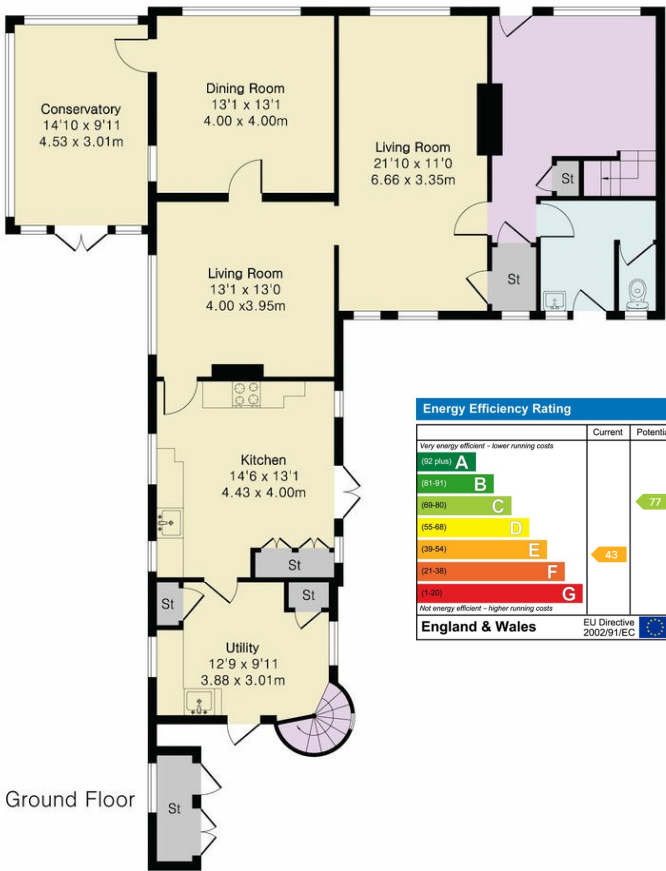 Conservatory
14'10 x 9'11
4.53 x 3.01m
Dining Room
13'1 x 13'1
4.00 x 4.00m
Living Room
21'10 x 11'0
6.66 x 3.35m
St
St
Living Room
13'1 x 13'0
4.00 x3.95m
Kitchen
14'6 x 13'1
4.43 x 4.00m
St
St
St
Utility
12'9 x 9'11
3.88 x 3.01m
Ground Floor
St
Energy Efficiency Rating
Current
Potentia
Very energy efficient - lower running costs
(92 plus) A
(81-91) B
(69-80) C
77
(55-68) D
(39-54) E
43
(21-38) F
(1-20) G
Not energy efficient - higher running costs
England & Wales
EU Directive
2002/91/EC